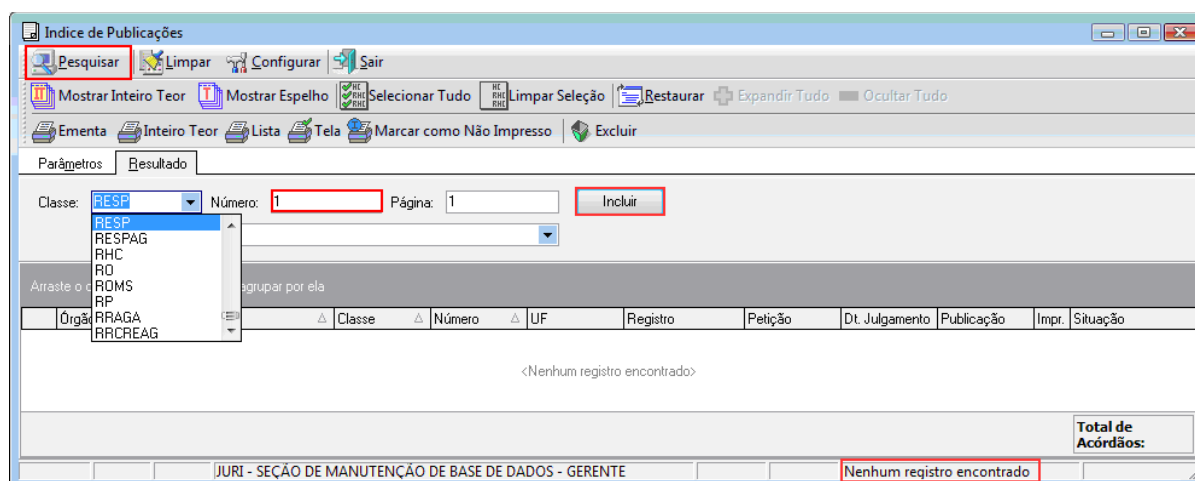 Indice de Publicações
Pesquisar Limpar Configurar Sair
Mostrar Inteiro Teor Mostrar Espelho Selecionar Tudo Limpar Seleção Restaurar Expandir Tudo Ocultar Tudo
Ementa Inteiro Teor Lista Tela Marcar como Não Impresso Excluir
Parâmetros Resultado
Classe: RESP Número: 1 Página: 1 Incluir
RESP
RESPAG
RHC
RO
ROMS
RP
RRAGA
RRCREAG
Arraste o c agrupar por ela
Órgão Classe Número UF Registro Petição Dt. Julgamento Publicação Impr. Situação
<Nenhum registro encontrado>
Total de
Acórdãos:
JURI - SEÇÃO DE MANUTENÇÃO DE BASE DE DADOS - GERENTE Nenhum registro encontrado